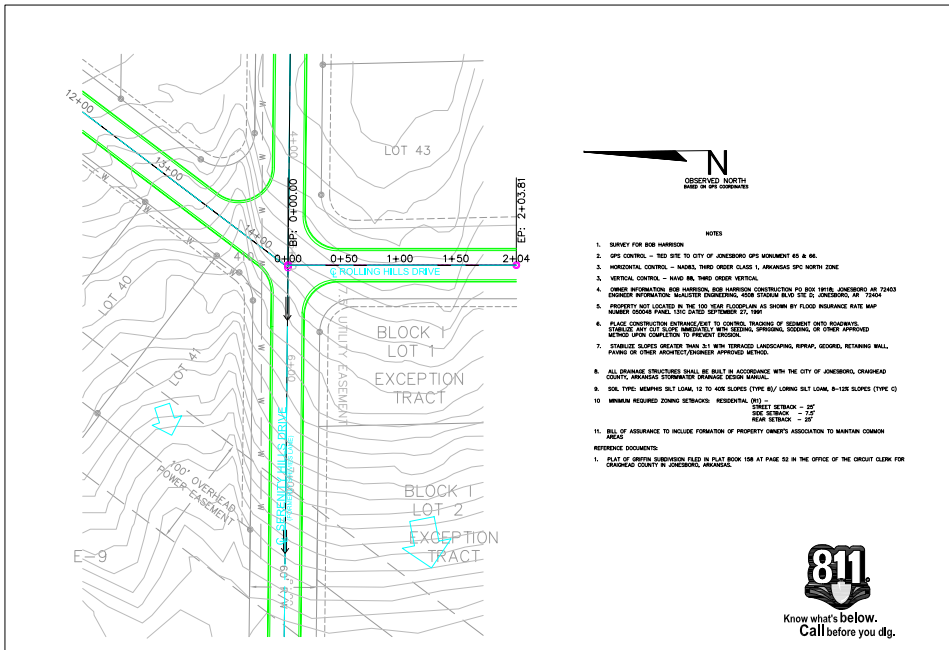 12+00
13+00
14+00
4+00
BP: 0+00.00
0+00
0+50
1+00
1+50
2+04
EP: 2+03.81
LOT 43
℄ ROLLING HILLS DRIVE
LOT 40
LOT 41
6+00
7.5' UTILITY EASEMENT
BLOCK 1
LOT 1
EXCEPTION
TRACT
℄ SERENITY HILLS DRIVE
100' OVERHEAD
POWER EASEMENT
BLOCK 1
LOT 2
EXCEPTION
TRACT
E-9
60' R/W
W
N
OBSERVED NORTH
BASED ON GPS COORDINATES
NOTES
1. SURVEY FOR BOB HARRISON
2. GPS CONTROL – TIED SITE TO CITY OF JONESBORO GPS MONUMENT 65 & 66.
3. HORIZONTAL CONTROL – NAD83, THIRD ORDER CLASS 1, ARKANSAS SPC NORTH ZONE
3. VERTICAL CONTROL – NAVD 88, THIRD ORDER VERTICAL
4. OWNER INFORMATION: BOB HARRISON, BOB HARRISON CONSTRUCTION PO BOX 19118; JONESBORO AR 72403
ENGINEER INFORMATION: McALISTER ENGINEERING, 4508 STADIUM BLVD STE D; JONESBORO, AR 72404
5. PROPERTY NOT LOCATED IN THE 100 YEAR FLOODPLAIN AS SHOWN BY FLOOD INSURANCE RATE MAP
NUMBER 050048 PANEL 131C DATED SEPTEMBER 27, 1991
6. PLACE CONSTRUCTION ENTRANCE/EXIT TO CONTROL TRACKING OF SEDIMENT ONTO ROADWAYS.
STABILIZE ANY CUT SLOPE IMMEDIATELY WITH SEEDING, SPRIGGING, SODDING, OR OTHER APPROVED
METHOD UPON COMPLETION TO PREVENT EROSION.
7. STABILIZE SLOPES GREATER THAN 3:1 WITH TERRACED LANDSCAPING, RIPRAP, GEOGRID, RETAINING WALL,
PAVING OR OTHER ARCHITECT/ENGINEER APPROVED METHOD.
8. ALL DRAINAGE STRUCTURES SHALL BE BUILT IN ACCORDANCE WITH THE CITY OF JONESBORO, CRAIGHEAD
COUNTY, ARKANSAS STORMWATER DRAINAGE DESIGN MANUAL.
9. SOIL TYPE: MEMPHIS SILT LOAM, 12 TO 40% SLOPES (TYPE B)/ LORING SILT LOAM, 8–12% SLOPES (TYPE C)
10 MINIMUM REQUIRED ZONING SETBACKS: RESIDENTIAL (R1) –
STREET SETBACK – 25'
SIDE SETBACK – 7.5'
REAR SETBACK – 25'
11. BILL OF ASSURANCE TO INCLUDE FORMATION OF PROPERTY OWNER'S ASSOCIATION TO MAINTAIN COMMON
AREAS
REFERENCE DOCUMENTS:
1. PLAT OF GRIFFIN SUBDIVISION FILED IN PLAT BOOK 158 AT PAGE 52 IN THE OFFICE OF THE CIRCUIT CLERK FOR
CRAIGHEAD COUNTY IN JONESBORO, ARKANSAS.
811
Know what's below.
Call before you dig.